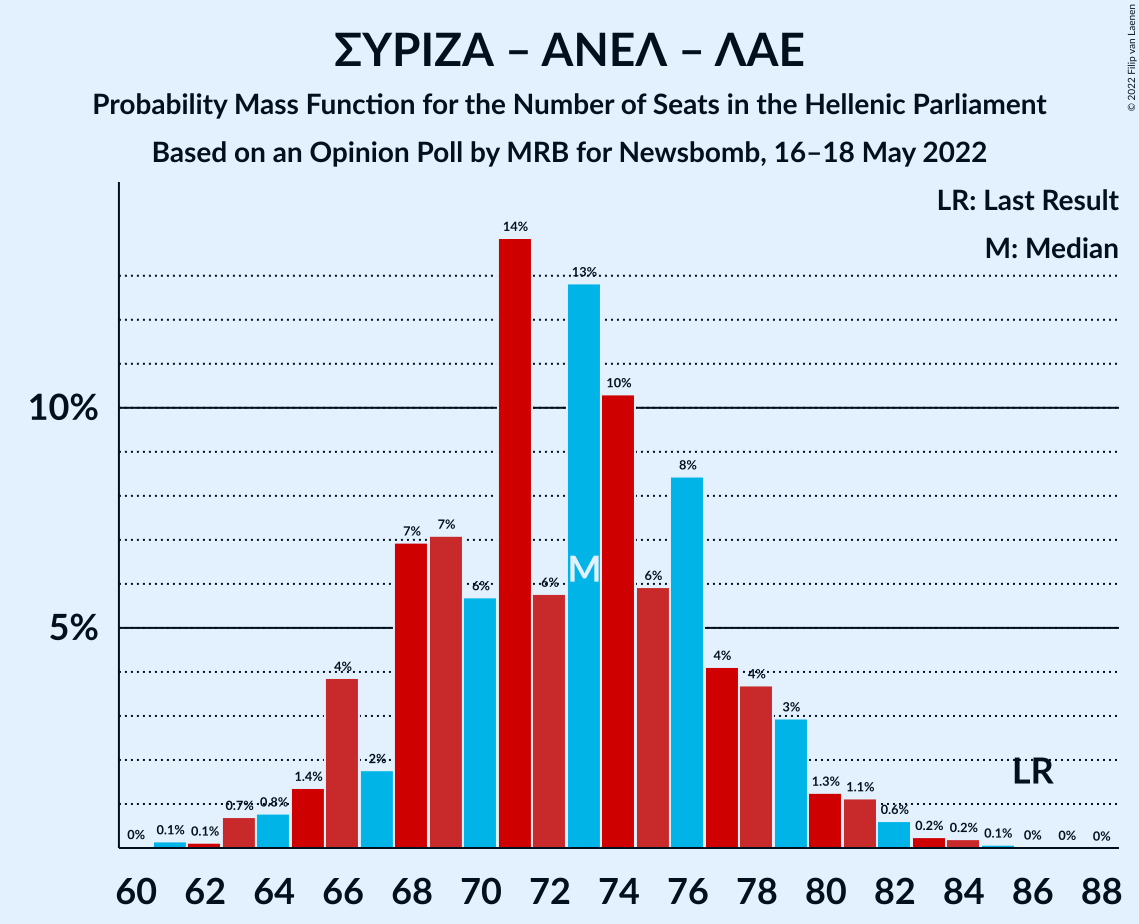 ΣΥΡΙΖΑ – ΑΝΕΛ – ΛΑΕ
Probability Mass Function for the Number of Seats in the Hellenic Parliament
Based on an Opinion Poll by MRB for Newsbomb, 16–18 May 2022
© 2022 Filip van Laenen
LR: Last Result
M: Median
10%
5%
0% 0.1% 0.1% 0.7% 0.8% 1.4% 4% 2% 7% 7% 6% 14% 6% 13% 10% 6% 8% 4% 4% 3% 1.3% 1.1% 0.6% 0.2% 0.2% 0.1% 0% 0% 0%
M
LR
60 62 64 66 68 70 72 74 76 78 80 82 84 86 88